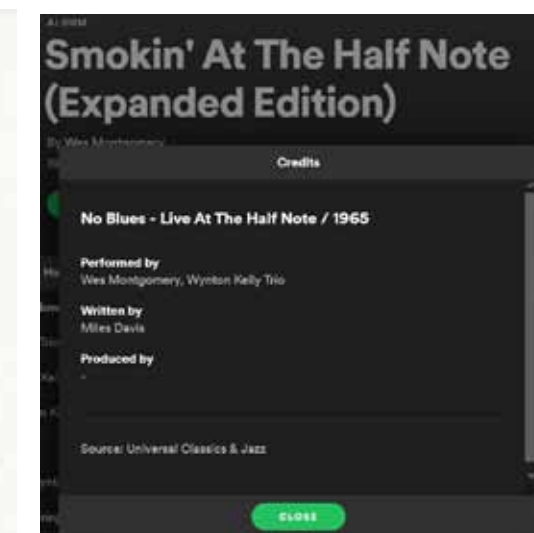 ALBUM
Smokin' At The Half Note
(Expanded Edition)
By Wes Montgomery
Credits
No Blues - Live At The Half Note / 1965
Performed by
Wes Montgomery, Wynton Kelly Trio
Written by
Miles Davis
Produced by
-
Source: Universal Classics & Jazz
CLOSE